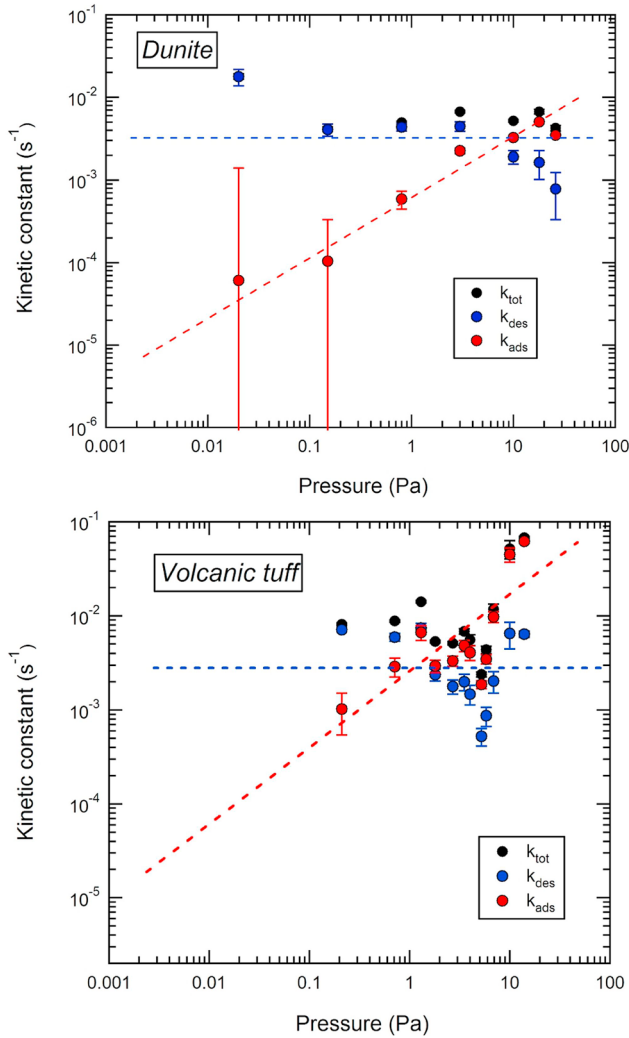 Dunite
Kinetic constant (s⁻¹)
10⁻¹
10⁻²
10⁻³
10⁻⁴
10⁻⁵
10⁻⁶
k_tot
k_des
k_ads
0.001 0.01 0.1 1 10 100
Pressure (Pa)
Volcanic tuff
Kinetic constant (s⁻¹)
10⁻¹
10⁻²
10⁻³
10⁻⁴
10⁻⁵
k_tot
k_des
k_ads
0.001 0.01 0.1 1 10 100
Pressure (Pa)